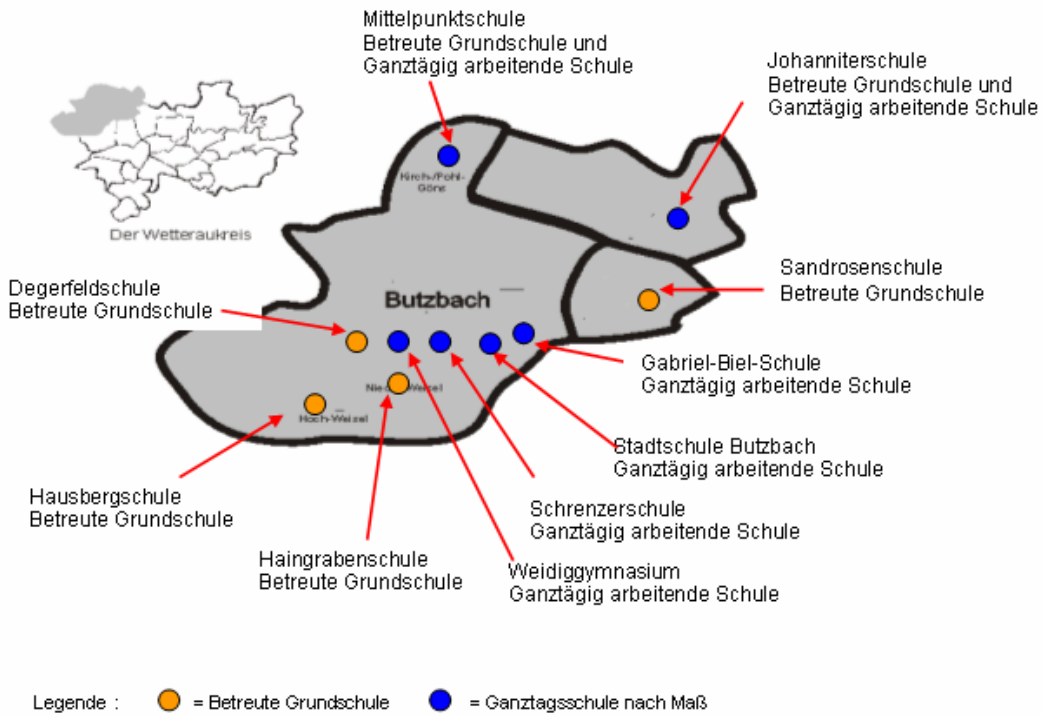 Mittelpunktschule
Betreute Grundschule und
Ganztägig arbeitende Schule
Johanniterschule
Betreute Grundschule und
Ganztägig arbeitende Schule
Kirch-/Pohl-
Göns
Der Wetteraukreis
Sandrosenschule
Betreute Grundschule
Degerfeldschule
Betreute Grundschule
Butzbach
Gabriel-Biel-Schule
Ganztägig arbeitende Schule
Hoch-Weisel
Stadtschule Butzbach
Ganztägig arbeitende Schule
Hausbergschule
Betreute Grundschule
Schrenzerschule
Ganztägig arbeitende Schule
Haingrabenschule
Betreute Grundschule
Weidiggymnasium
Ganztägig arbeitende Schule
Legende :
= Betreute Grundschule
= Ganztagsschule nach Maß